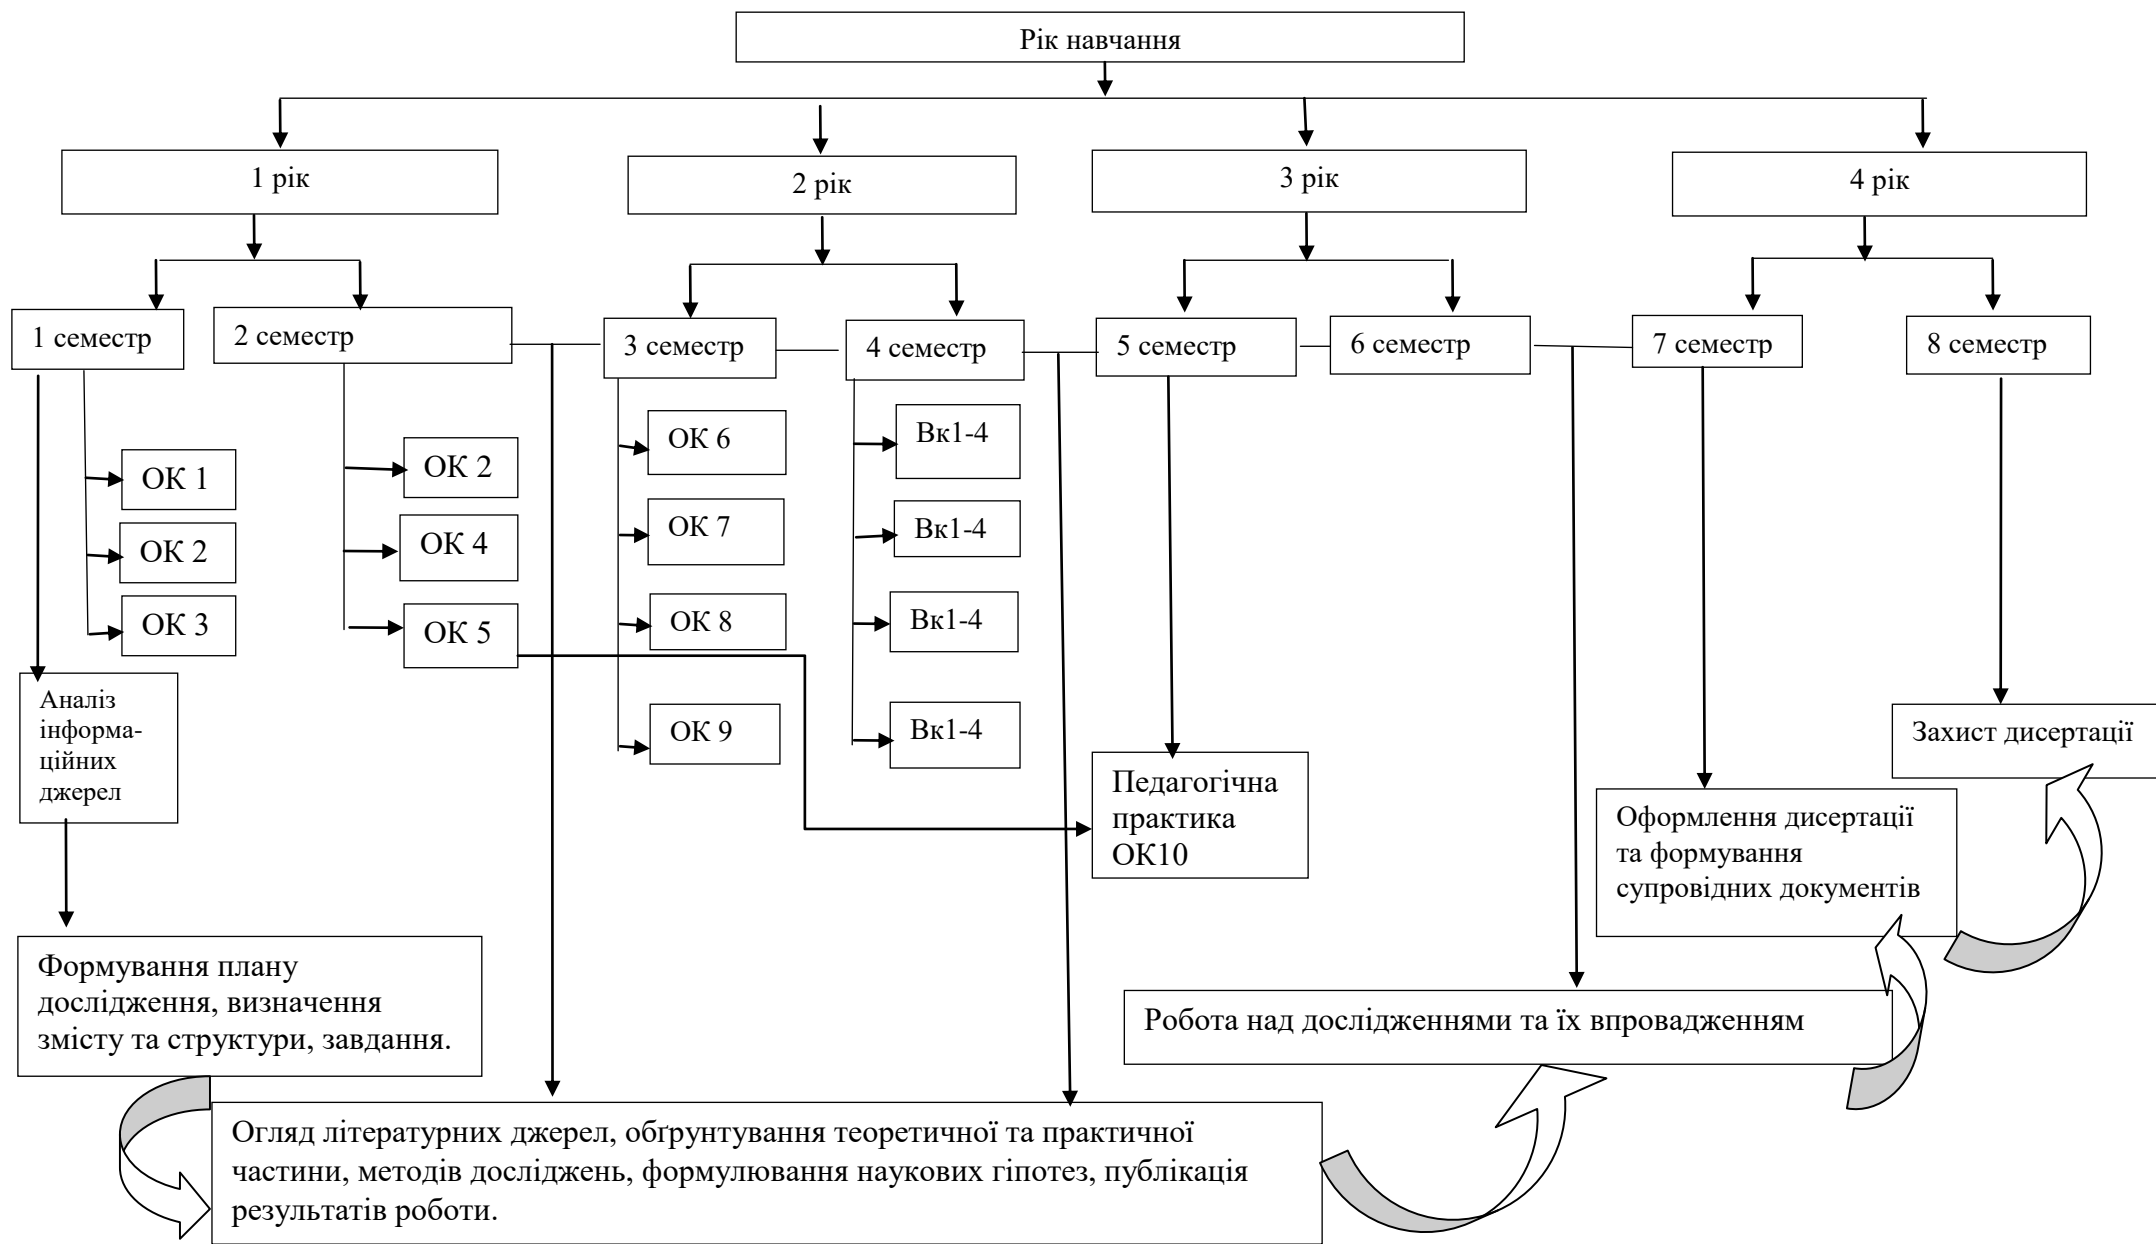 Рік навчання
1 рік
2 рік
3 рік
4 рік
1 семестр
2 семестр
3 семестр
4 семестр
5 семестр
6 семестр
7 семестр
8 семестр
ОК 1
ОК 2
ОК 3
ОК 2
ОК 4
ОК 5
ОК 6
ОК 7
ОК 8
ОК 9
Вк1-4
Вк1-4
Вк1-4
Вк1-4
Аналіз
інформа-
ційних
джерел
Педагогічна
практика
ОК10
Захист дисертації
Оформлення дисертації
та формування
супровідних документів
Формування плану
дослідження, визначення
змісту та структури, завдання.
Робота над дослідженнями та їх впровадженням
Огляд літературних джерел, обґрунтування теоретичної та практичної
частини, методів досліджень, формулювання наукових гіпотез, публікація
результатів роботи.